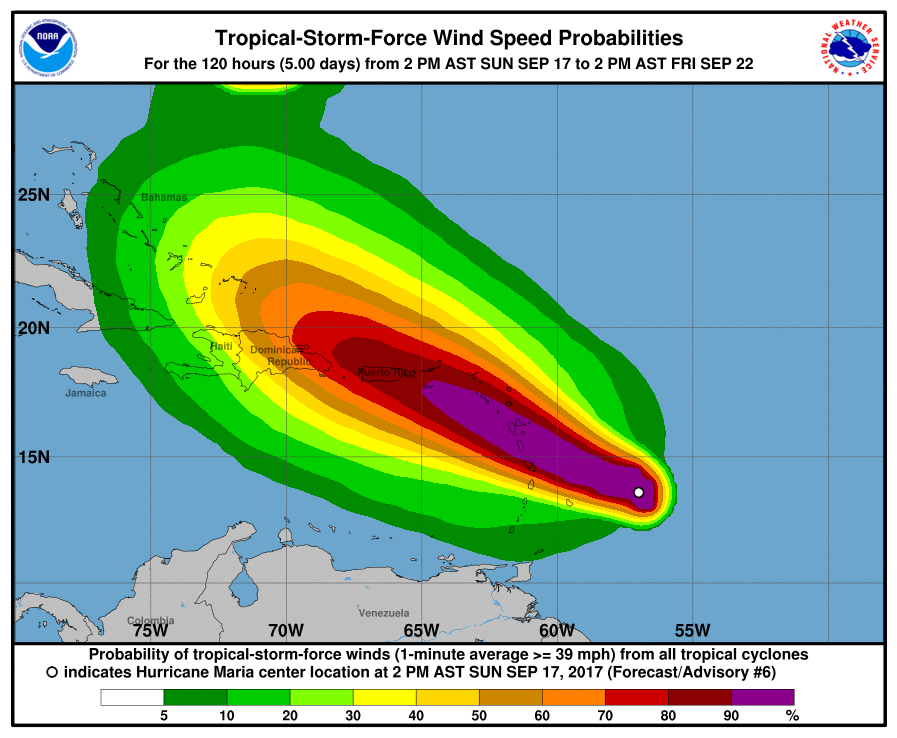 NOAA
NATIONAL OCEANIC AND ATMOSPHERIC ADMINISTRATION
U.S. DEPARTMENT OF COMMERCE
Tropical-Storm-Force Wind Speed Probabilities
For the 120 hours (5.00 days) from 2 PM AST SUN SEP 17 to 2 PM AST FRI SEP 22
NATIONAL WEATHER SERVICE
25N
Bahamas
20N
Haiti
Dominican
Republic
Puerto Rico
Jamaica
15N
Venezuela
Colombia
75W 70W 65W 60W 55W
Probability of tropical-storm-force winds (1-minute average >= 39 mph) from all tropical cyclones
indicates Hurricane Maria center location at 2 PM AST SUN SEP 17, 2017 (Forecast/Advisory #6)
5 10 20 30 40 50 60 70 80 90 %